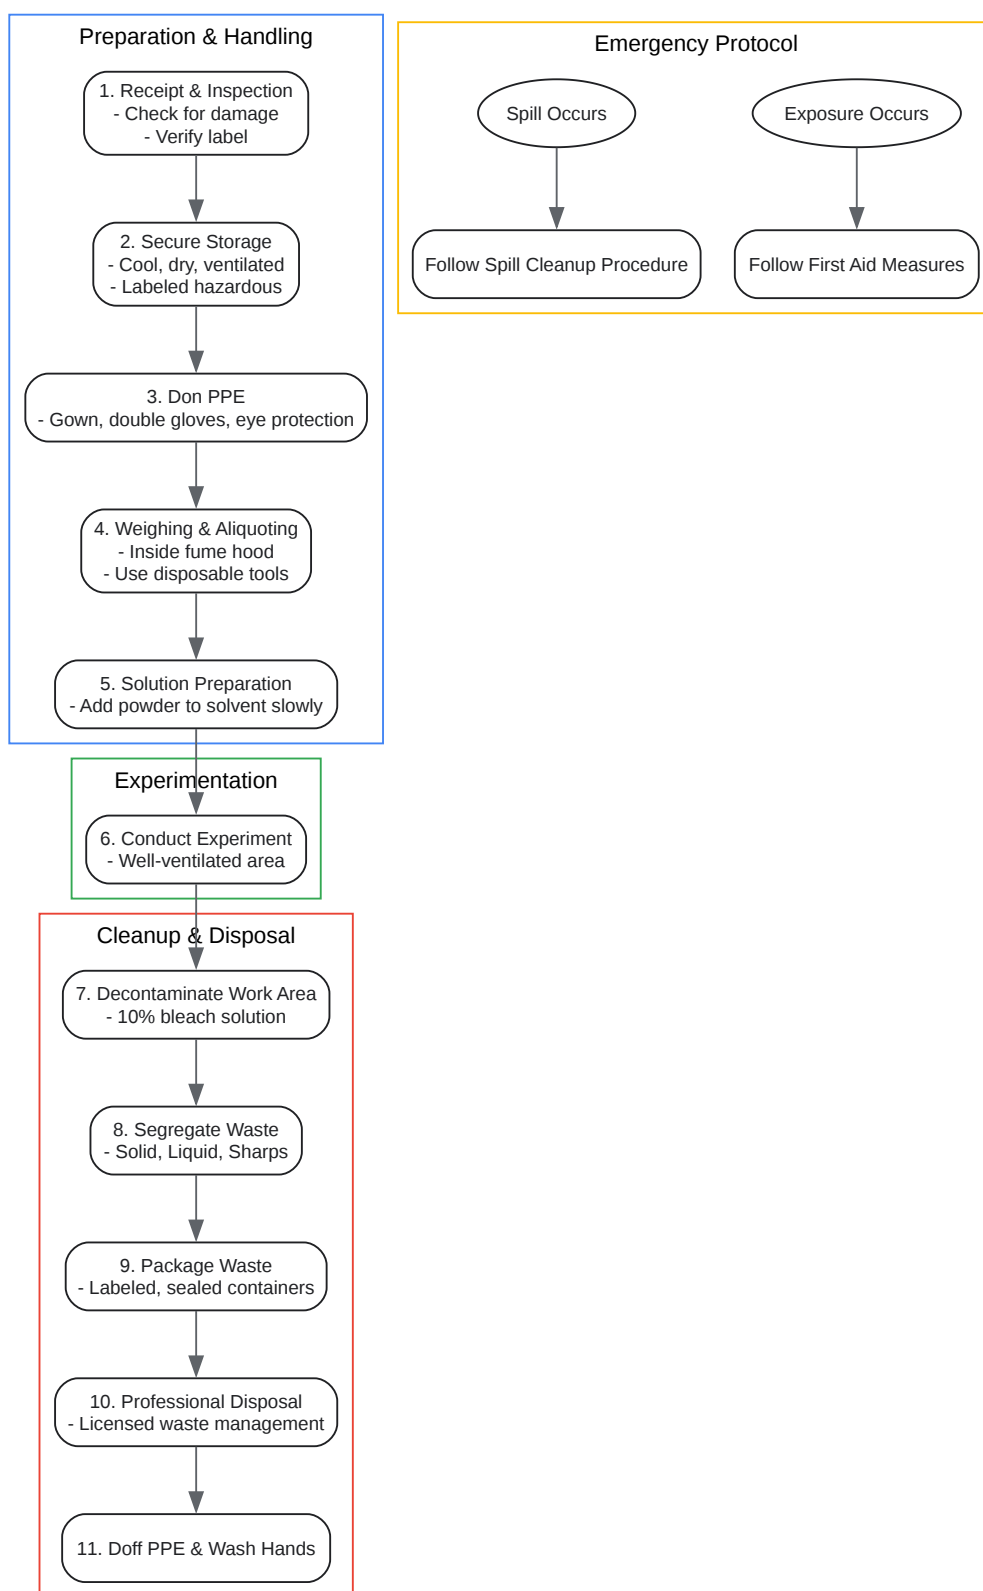 Preparation & Handling
1. Receipt & Inspection
- Check for damage
- Verify label
2. Secure Storage
- Cool, dry, ventilated
- Labeled hazardous
3. Don PPE
- Gown, double gloves, eye protection
4. Weighing & Aliquoting
- Inside fume hood
- Use disposable tools
5. Solution Preparation
- Add powder to solvent slowly
Experimentation
6. Conduct Experiment
- Well-ventilated area
Cleanup & Disposal
7. Decontaminate Work Area
- 10% bleach solution
8. Segregate Waste
- Solid, Liquid, Sharps
9. Package Waste
- Labeled, sealed containers
10. Professional Disposal
- Licensed waste management
11. Doff PPE & Wash Hands
Emergency Protocol
Spill Occurs
Follow Spill Cleanup Procedure
Exposure Occurs
Follow First Aid Measures